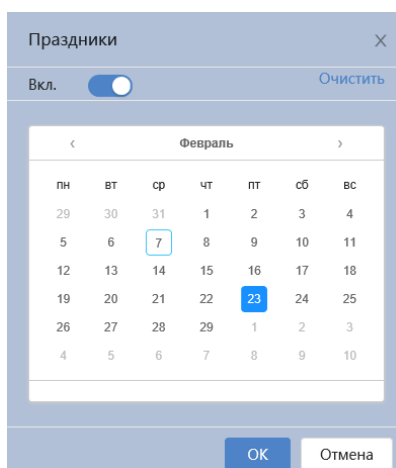 Праздники
Вкл. Очистить
Февраль
пн вт ср чт пт сб вс
29 30 31 1 2 3 4
5 6 7 8 9 10 11
12 13 14 15 16 17 18
19 20 21 22 23 24 25
26 27 28 29 1 2 3
4 5 6 7 8 9 10
OK Отмена